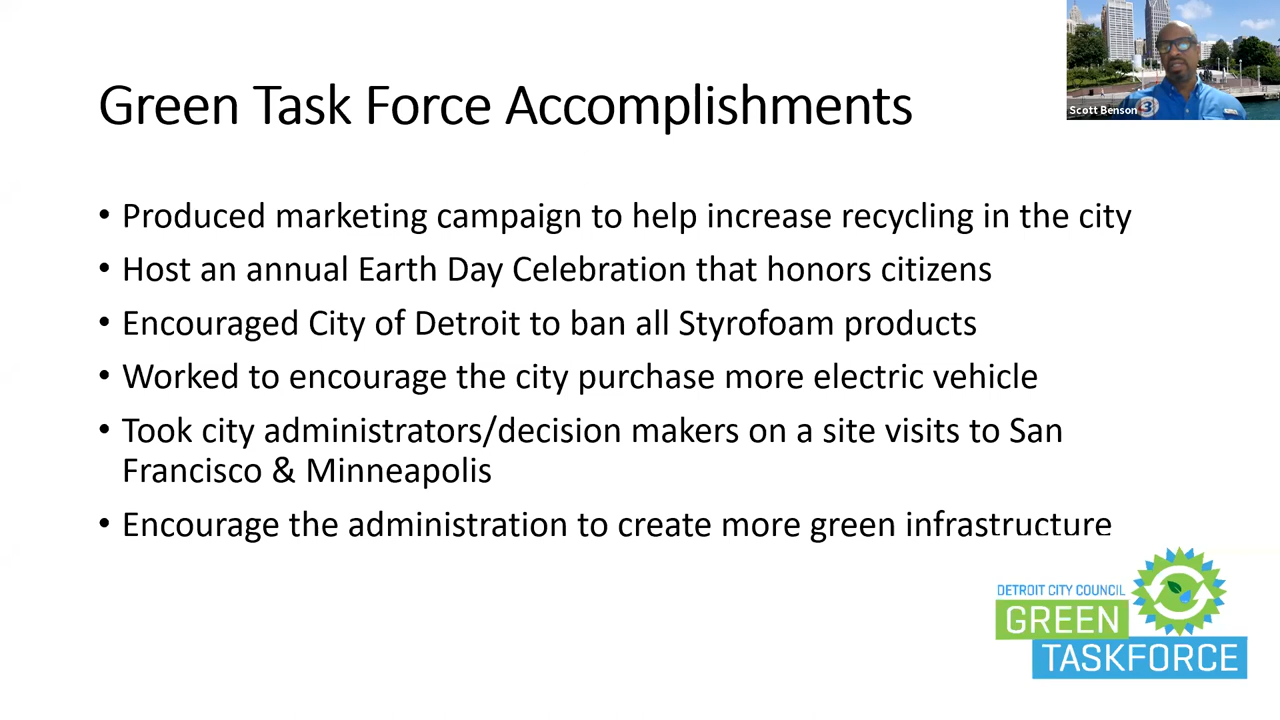 Green Task Force Accomplishments
Scott Benson
3
• Produced marketing campaign to help increase recycling in the city
• Host an annual Earth Day Celebration that honors citizens
• Encouraged City of Detroit to ban all Styrofoam products
• Worked to encourage the city purchase more electric vehicle
• Took city administrators/decision makers on a site visits to San
Francisco & Minneapolis
• Encourage the administration to create more green infrastructure
DETROIT CITY COUNCIL
GREEN
TASKFORCE